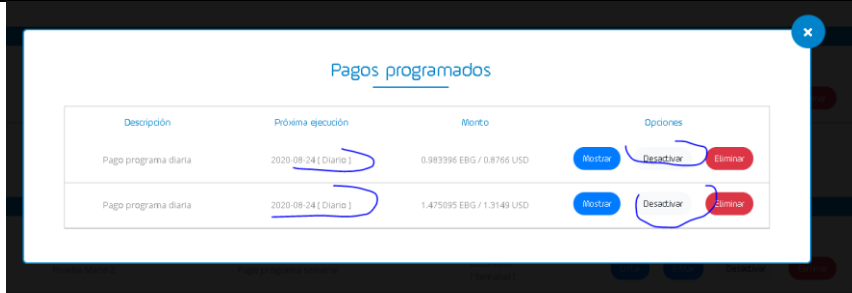 Pagos programados
Descripción Próxima ejecución Monto Opciones
Pago programa diaria 2020-08-24 [ Diario ] 0.983396 EBG / 0.8766 USD Mostrar Desactivar Eliminar
Pago programa diaria 2020-08-24 [ Diario ] 1.475095 EBG / 1.3149 USD Mostrar Desactivar Eliminar